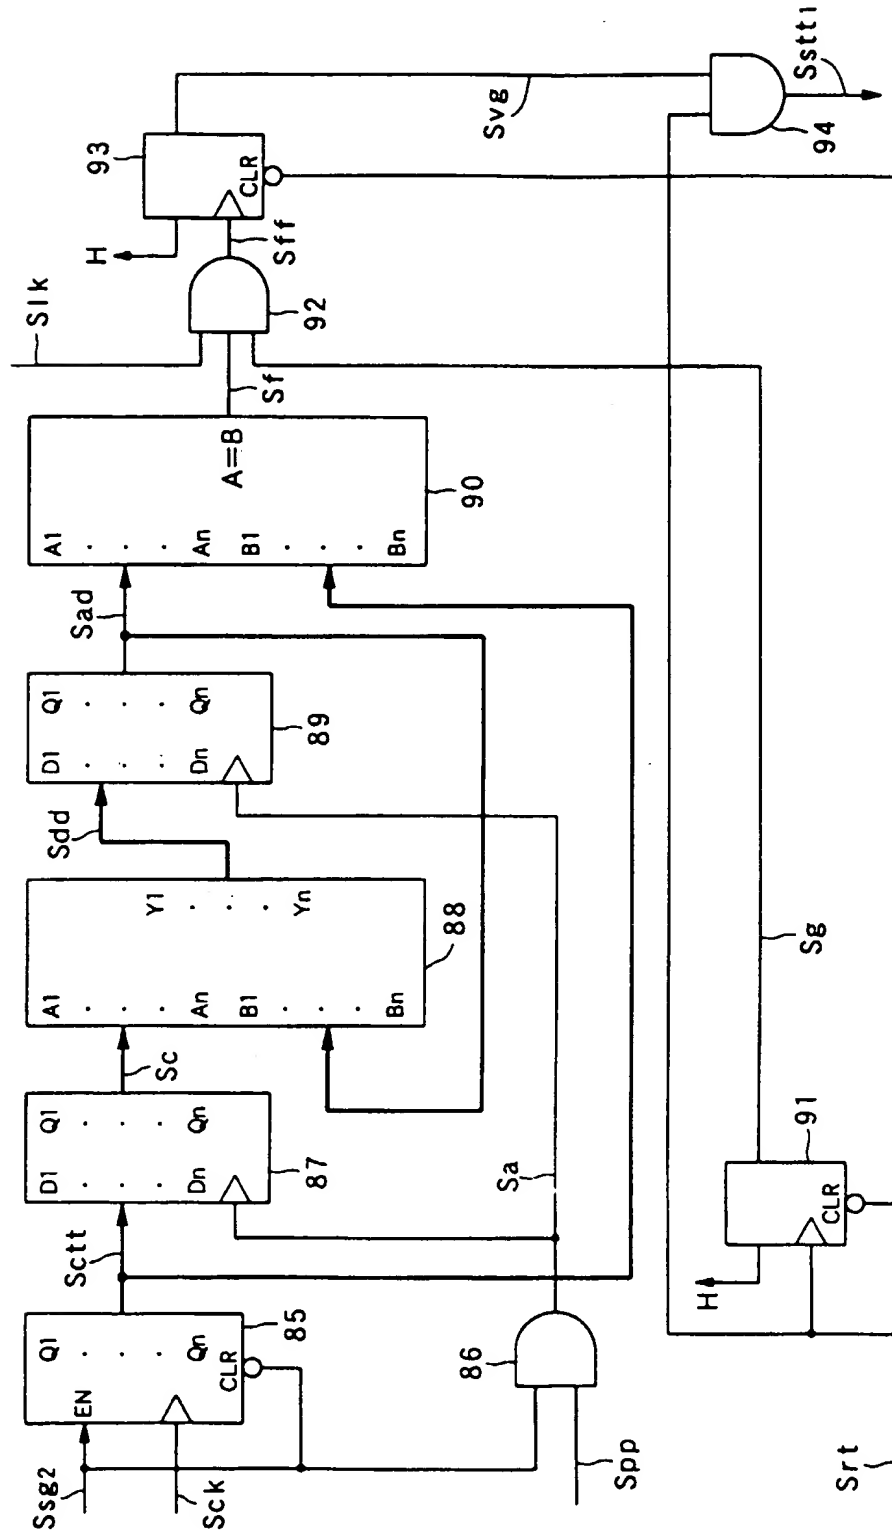 Ssg2
Sck
EN
Q1
Qn
CLR
85
Sctt
D1
Dn
Q1
Qn
87
Sc
A1
An
B1
Bn
Y1
Yn
88
Sdd
D1
Dn
Q1
Qn
89
Sad
A1
An
B1
Bn
A=B
90
Sf
Slk
92
Sff
H
93
CLR
Svg
86
Spp
Sa
H
91
CLR
Sg
Srt
94
Sstt1